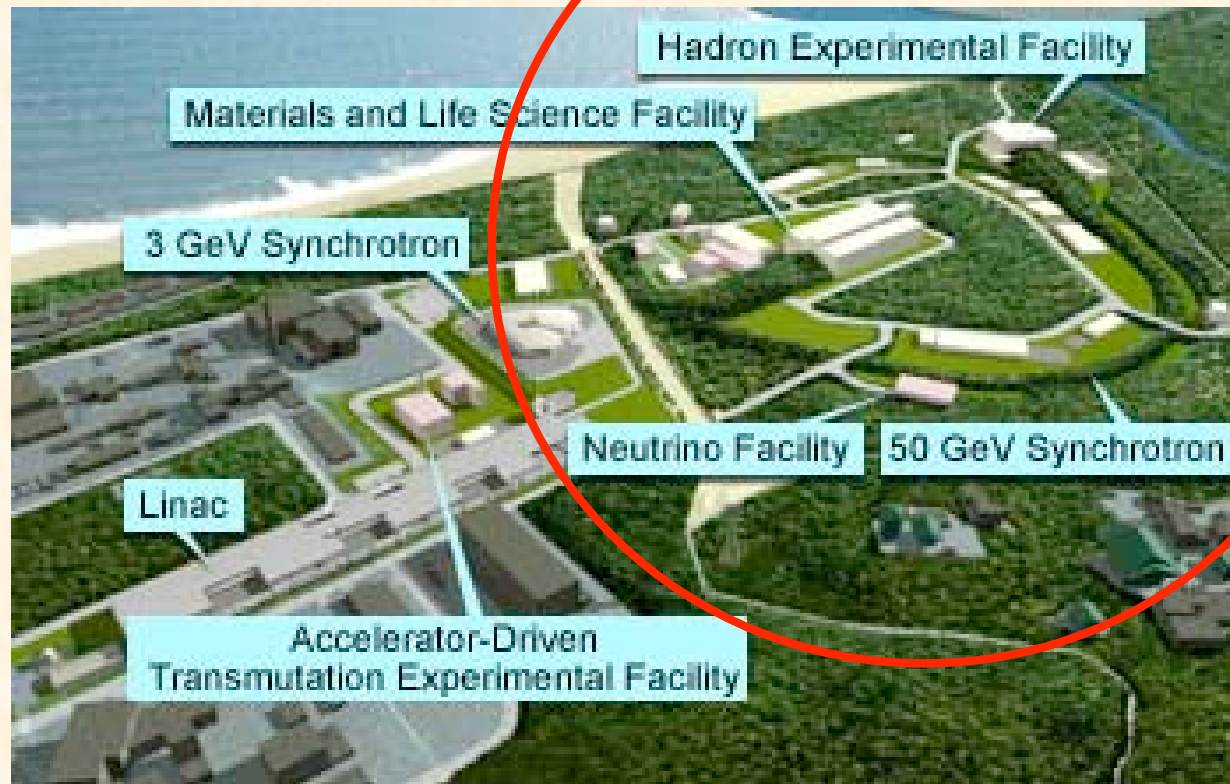 Hadron Experimental Facility
Materials and Life Science Facility
3 GeV Synchrotron
Neutrino Facility
50 GeV Synchrotron
Linac
Accelerator-Driven
Transmutation Experimental Facility